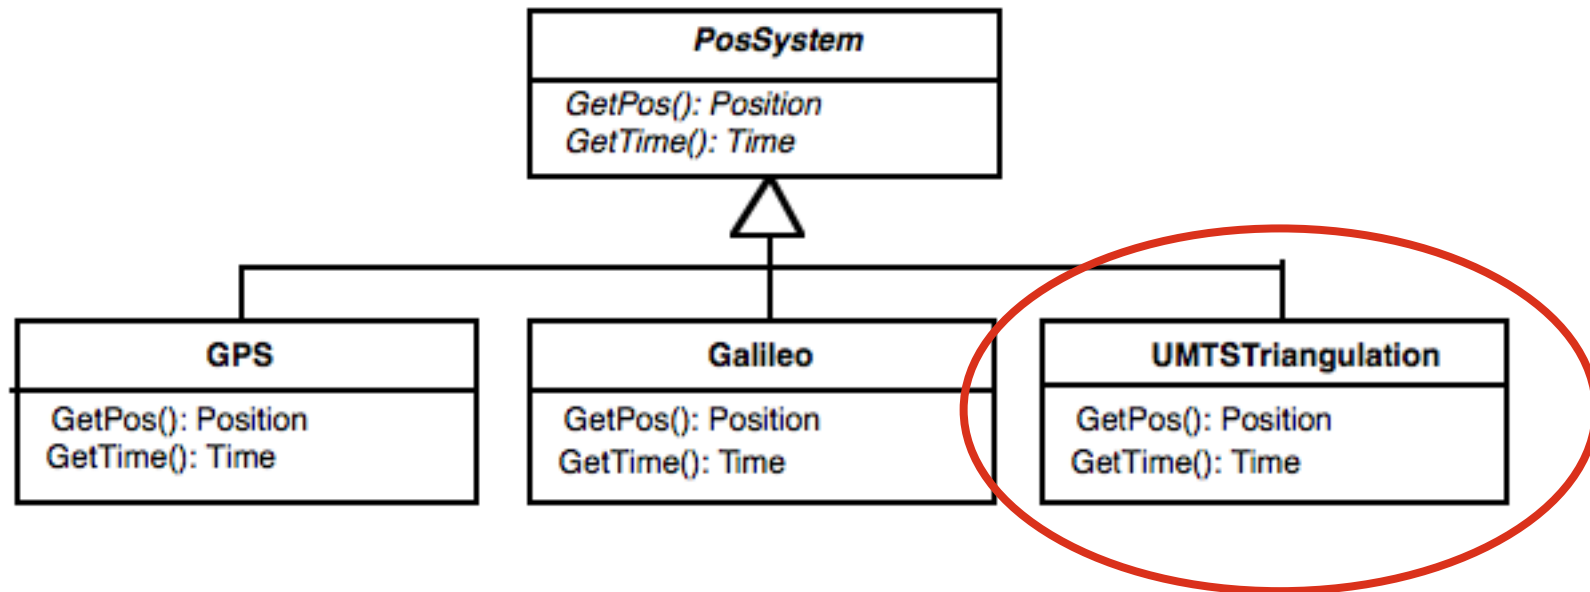 PosSystem
GetPos(): Position
GetTime(): Time
GPS
GetPos(): Position
GetTime(): Time
Galileo
GetPos(): Position
GetTime(): Time
UMTSTriangulation
GetPos(): Position
GetTime(): Time